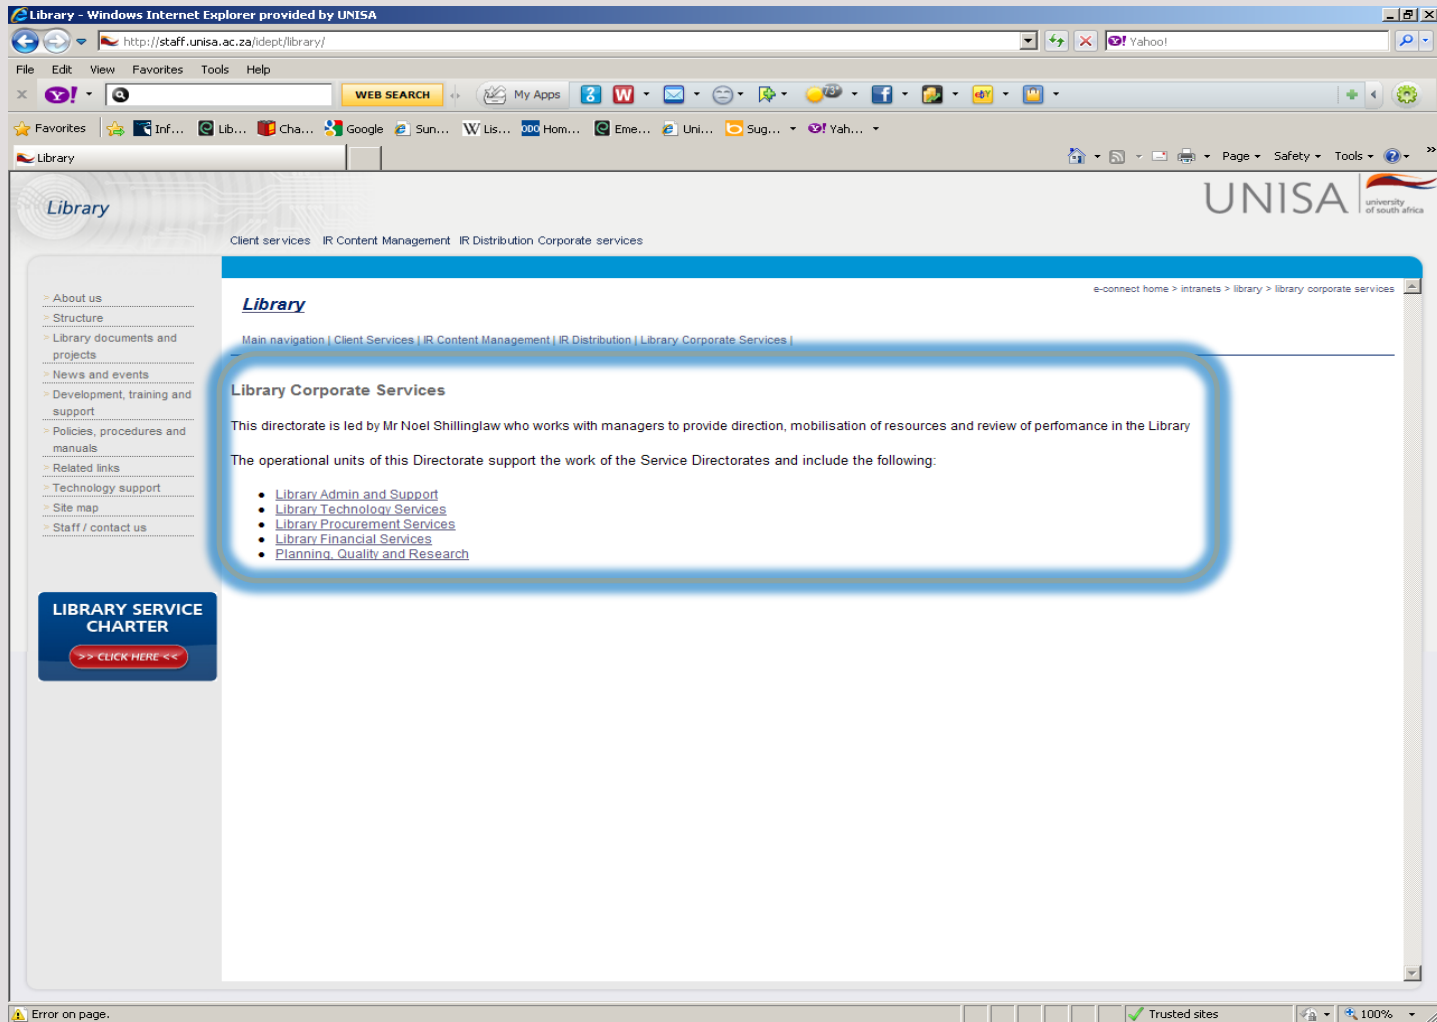 Library - Windows Internet Explorer provided by UNISA
http://staff.unisa.ac.za/idept/library/
Yahoo!
File Edit View Favorites Tools Help
WEB SEARCH My Apps
Favorites Inf... Lib... Cha... Google Sun... Lis... Hom... Eme... Uni... Sug... Yah...
Library
Page Safety Tools
Library
UNISA university of south africa
Client services IR Content Management IR Distribution Corporate services
e-connect home > intranets > library > library corporate services
> About us
> Structure
> Library documents and
projects
> News and events
> Development, training and
support
> Policies, procedures and
manuals
> Related links
> Technology support
> Site map
> Staff / contact us
LIBRARY SERVICE
CHARTER
>> CLICK HERE <<
Library
Main navigation | Client Services | IR Content Management | IR Distribution | Library Corporate Services |
Library Corporate Services
This directorate is led by Mr Noel Shillinglaw who works with managers to provide direction, mobilisation of resources and review of perfomance in the Library
The operational units of this Directorate support the work of the Service Directorates and include the following:
• Library Admin and Support
• Library Technology Services
• Library Procurement Services
• Library Financial Services
• Planning, Quality and Research
Error on page.
Trusted sites
100%